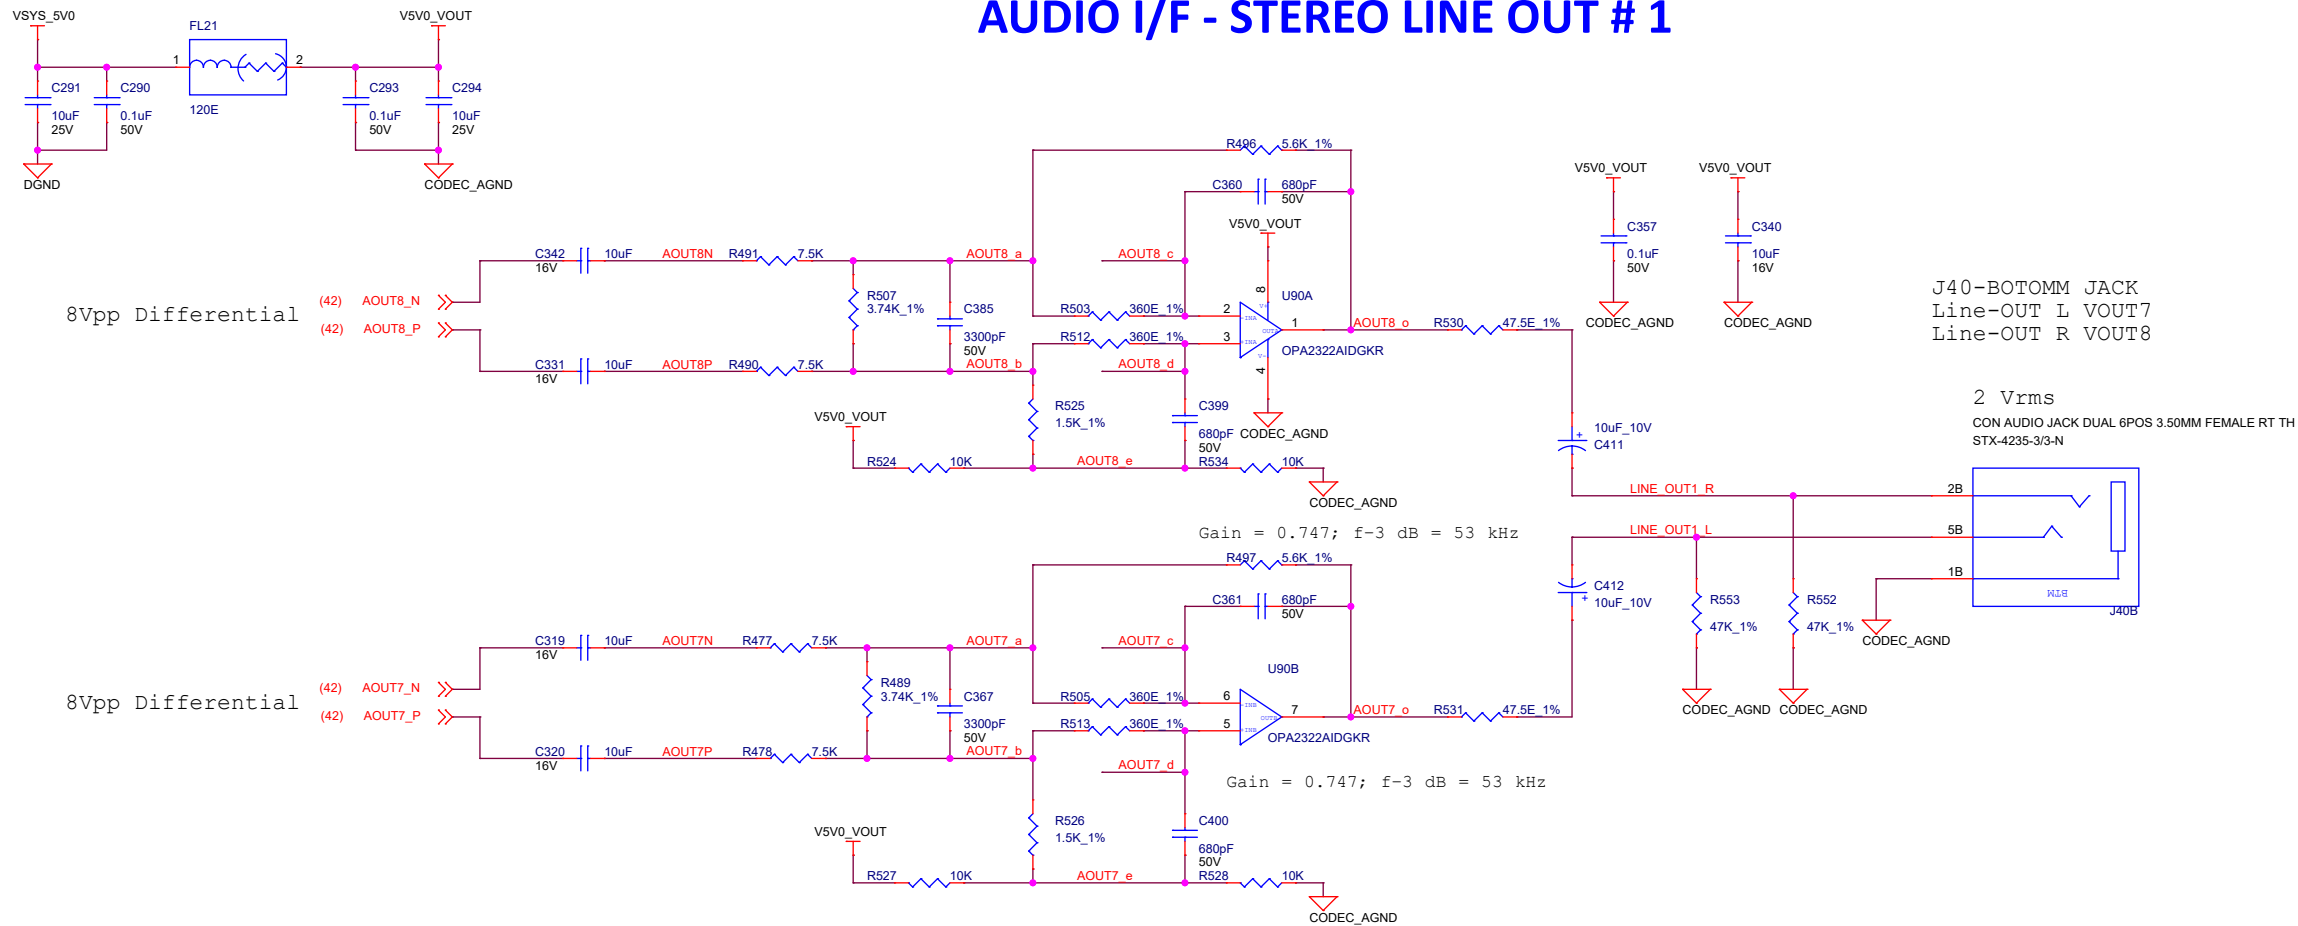 AUDIO I/F - STEREO LINE OUT # 1
VSYS_5V0
V5V0_VOUT
FL21
1
2
120E
C291
10uF
25V
C290
0.1uF
50V
C293
0.1uF
50V
C294
10uF
25V
DGND
CODEC_AGND
R496
5.6K_1%
C360
680pF
50V
V5V0_VOUT
8Vpp Differential
(42)
AOUT8_N
(42)
AOUT8_P
C342
16V
10uF
AOUT8N
R491
7.5K
AOUT8_a
AOUT8_c
R507
3.74K_1%
C385
3300pF
50V
R503
360E_1%
R512
360E_1%
2
3
8
4
1
V+
-INA
+INA
OUTA
V-
U90A
OPA2322AIDGKR
C331
16V
10uF
AOUT8P
R490
7.5K
AOUT8_b
AOUT8_d
AOUT8_o
R530
47.5E_1%
R525
1.5K_1%
C399
680pF
50V
CODEC_AGND
V5V0_VOUT
R524
10K
AOUT8_e
R534
10K
CODEC_AGND
V5V0_VOUT
C357
0.1uF
50V
CODEC_AGND
V5V0_VOUT
C340
10uF
16V
CODEC_AGND
J40-BOTOMM JACK
Line-OUT L VOUT7
Line-OUT R VOUT8
2 Vrms
CON AUDIO JACK DUAL 6POS 3.50MM FEMALE RT TH
STX-4235-3/3-N
+
10uF_10V
C411
LINE_OUT1_R
2B
LINE_OUT1_L
5B
1B
BTM
J40B
Gain = 0.747; f-3 dB = 53 kHz
R497
5.6K_1%
C361
680pF
50V
C412
10uF_10V
+
R553
47K_1%
R552
47K_1%
CODEC_AGND
CODEC_AGND
CODEC_AGND
8Vpp Differential
(42)
AOUT7_N
(42)
AOUT7_P
C319
16V
10uF
AOUT7N
R477
7.5K
AOUT7_a
AOUT7_c
R489
3.74K_1%
C367
3300pF
50V
R505
360E_1%
R513
360E_1%
6
5
7
-INB
+INB
OUTB
U90B
OPA2322AIDGKR
C320
16V
10uF
AOUT7P
R478
7.5K
AOUT7_b
AOUT7_d
AOUT7_o
R531
47.5E_1%
Gain = 0.747; f-3 dB = 53 kHz
R526
1.5K_1%
C400
680pF
50V
V5V0_VOUT
R527
10K
AOUT7_e
R528
10K
CODEC_AGND